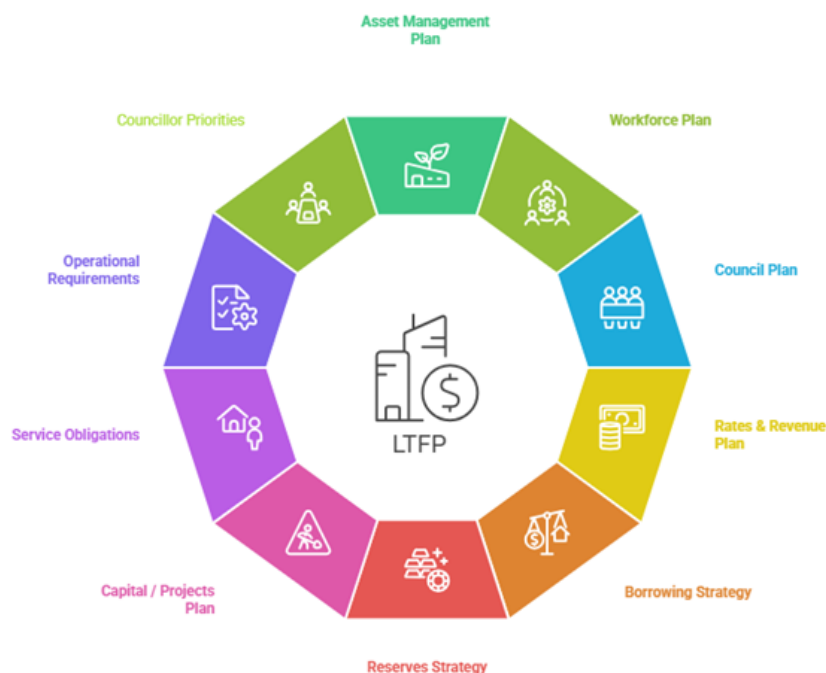 Asset Management
Plan
Councillor Priorities
Workforce Plan
Operational
Requirements
Council Plan
$
LTFP
Service Obligations
Rates & Revenue
Plan
$
Capital / Projects
Plan
Borrowing Strategy
Reserves Strategy